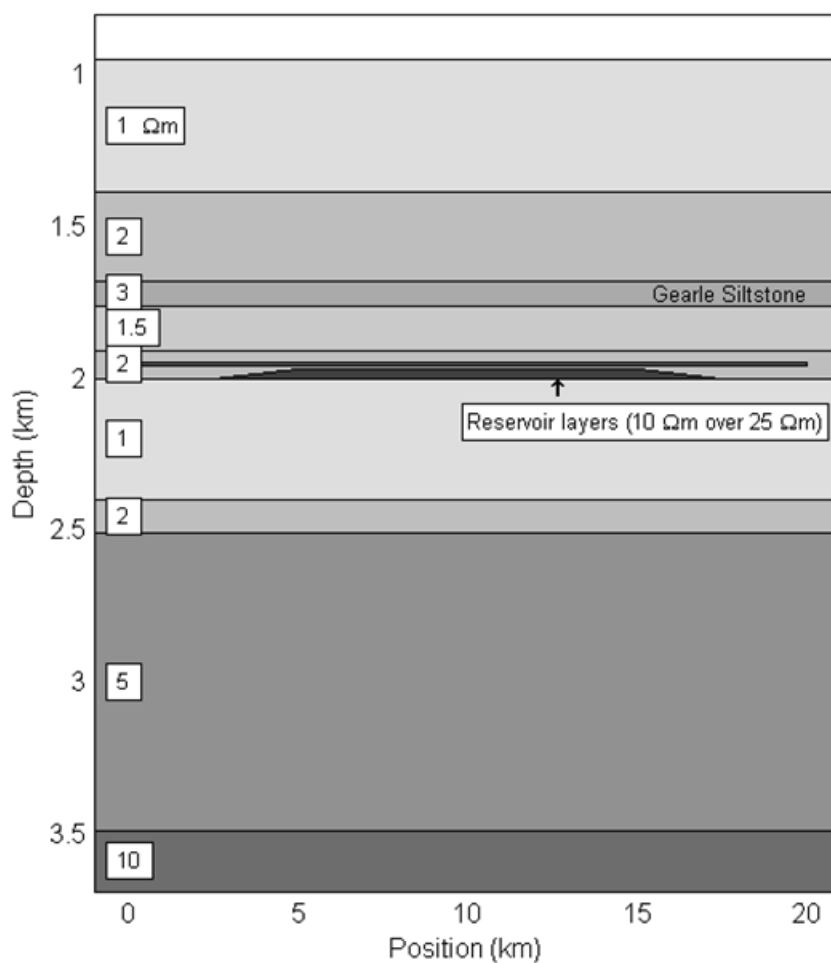 1
1 Ωm
1.5
2
3
Gearle Siltstone
1.5
2
2
Reservoir layers (10 Ωm over 25 Ωm)
1
Depth (km)
2
2.5
3
5
3.5
10
0 5 10 15 20
Position (km)